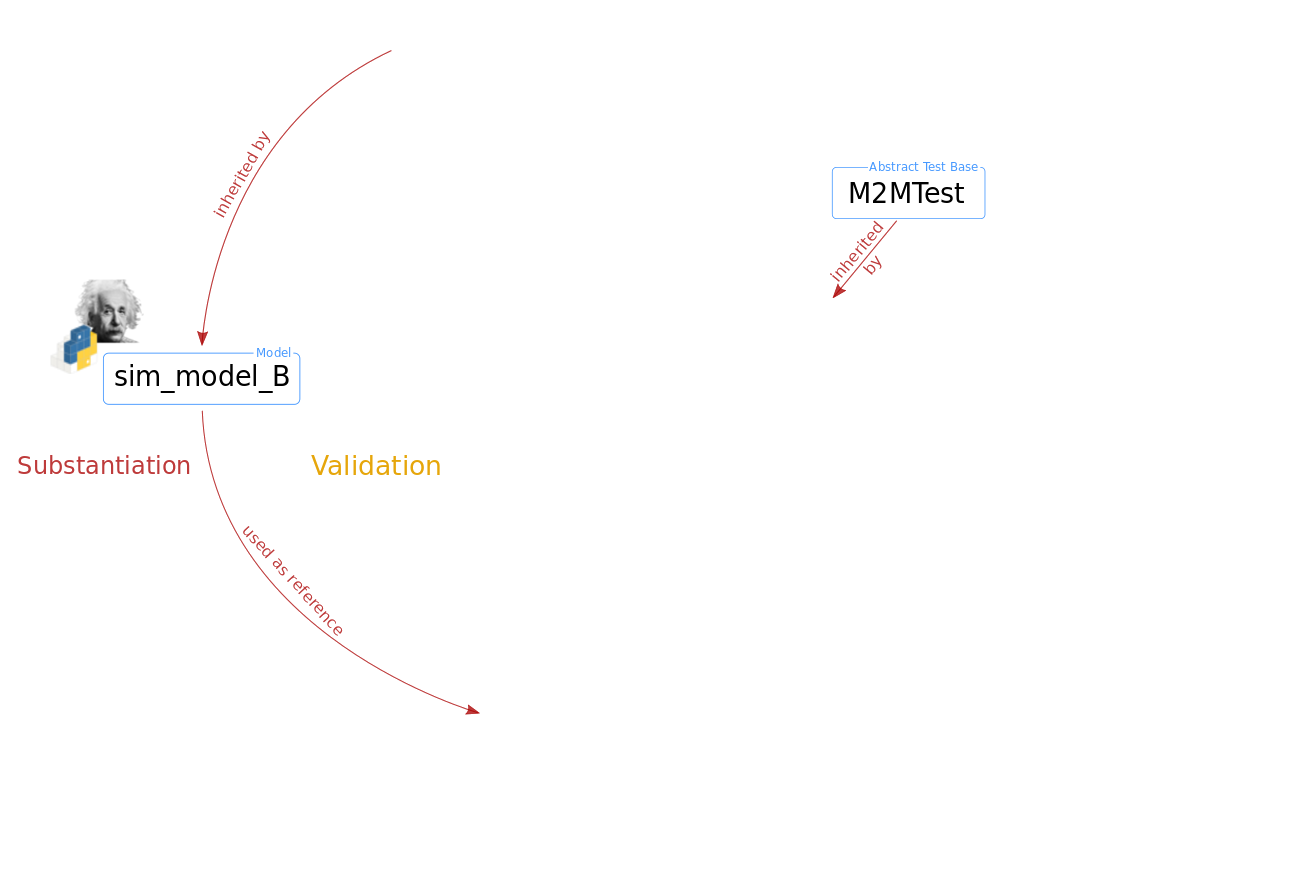 inherited by
Abstract Test Base
M2MTest
inherited
by
Model
sim_model_B
Substantiation
Validation
used as reference